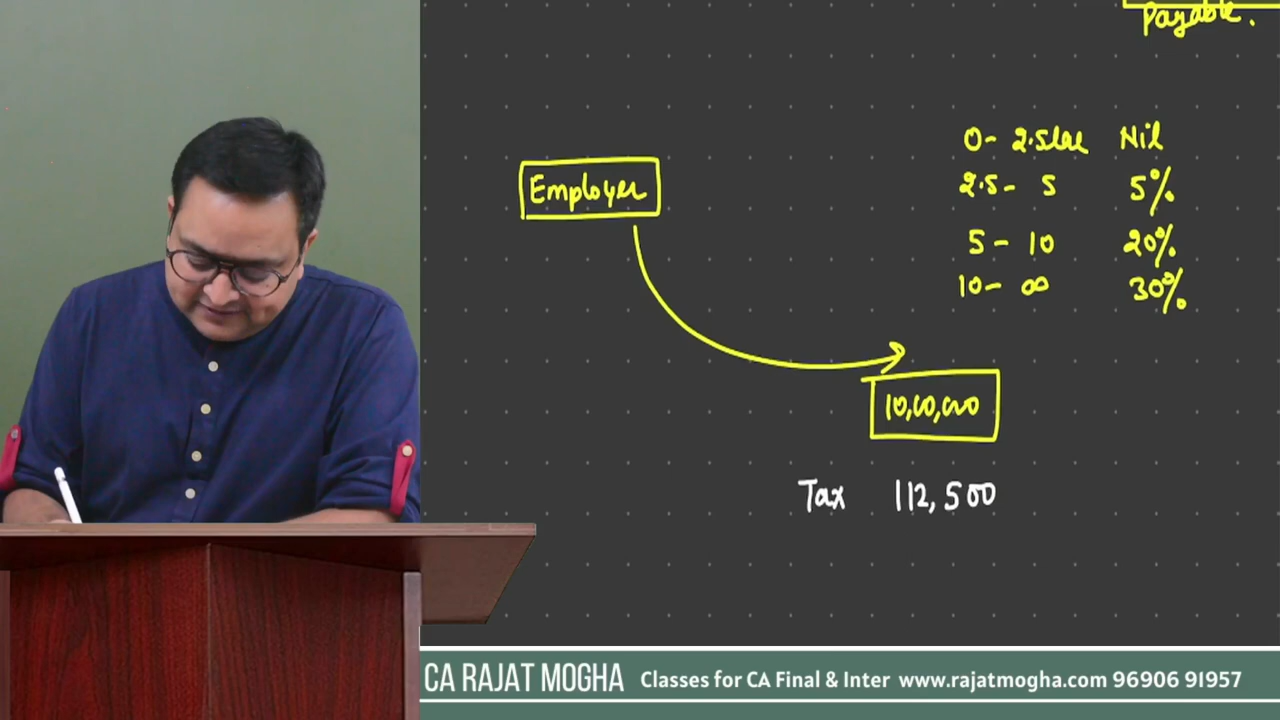 Payable.
0- 2.5lac Nil
2.5- 5 5%
Employer
5 - 10 20%
10- ∞ 30%
10,00,000
Tax 112,500
CA RAJAT MOGHA Classes for CA Final & Inter www.rajatmogha.com 96906 91957